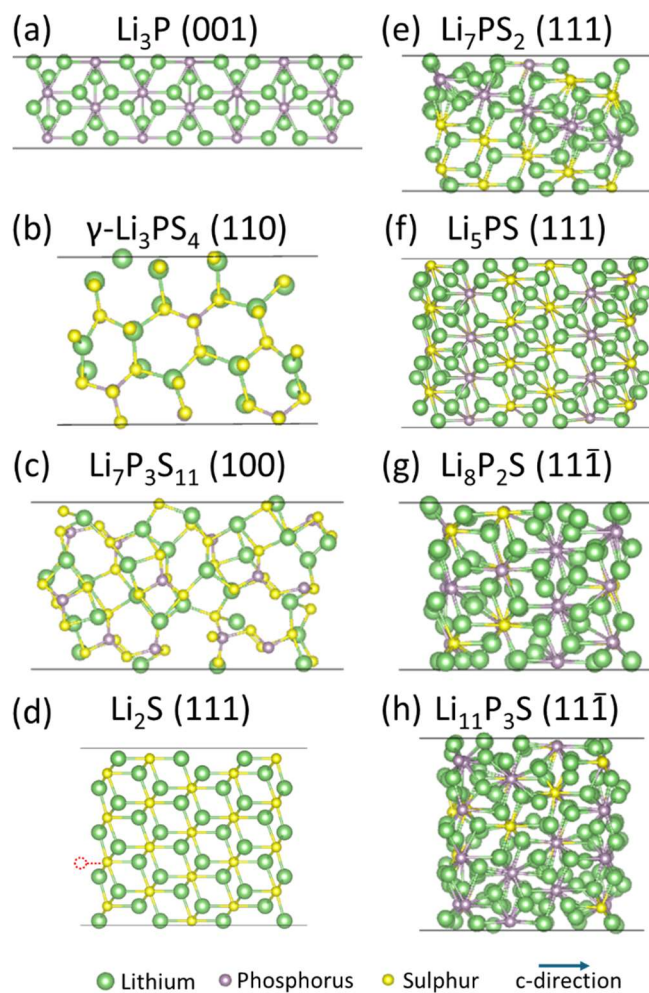 (a) Li₃P (001)
(b) γ-Li₃PS₄ (110)
(c) Li₇P₃S₁₁ (100)
(d) Li₂S (111)
(e) Li₇PS₂ (111)
(f) Li₅PS (111)
(g) Li₈P₂S (111̅)
(h) Li₁₁P₃S (111̅)
Lithium Phosphorus Sulphur c-direction